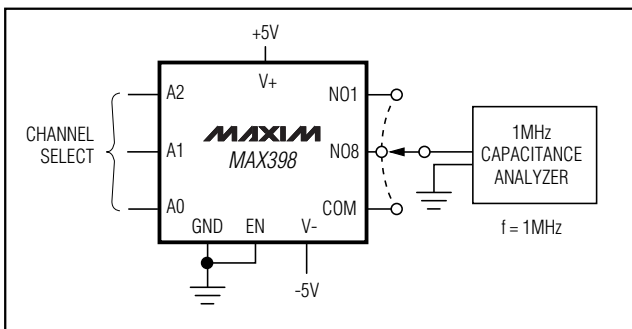 +5V
V+
A2
NO1
CHANNEL
SELECT
A1
MAXIM
MAX398
NO8
1MHz
CAPACITANCE
ANALYZER
A0
COM
GND
EN
V-
f = 1MHz
-5V